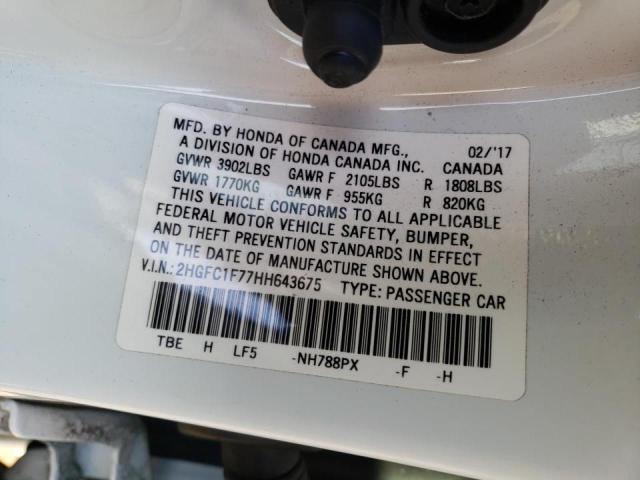 MFD. BY HONDA OF CANADA MFG., 02/'17
A DIVISION OF HONDA CANADA INC. CANADA
GVWR 3902LBS GAWR F 2105LBS R 1808LBS
GVWR 1770KG GAWR F 955KG R 820KG
THIS VEHICLE CONFORMS TO ALL APPLICABLE
FEDERAL MOTOR VEHICLE SAFETY, BUMPER,
AND THEFT PREVENTION STANDARDS IN EFFECT
ON THE DATE OF MANUFACTURE SHOWN ABOVE.
V.I.N.: 2HGFC1F77HH643675 TYPE: PASSENGER CAR
TBE H LF5 -NH788PX -F -H